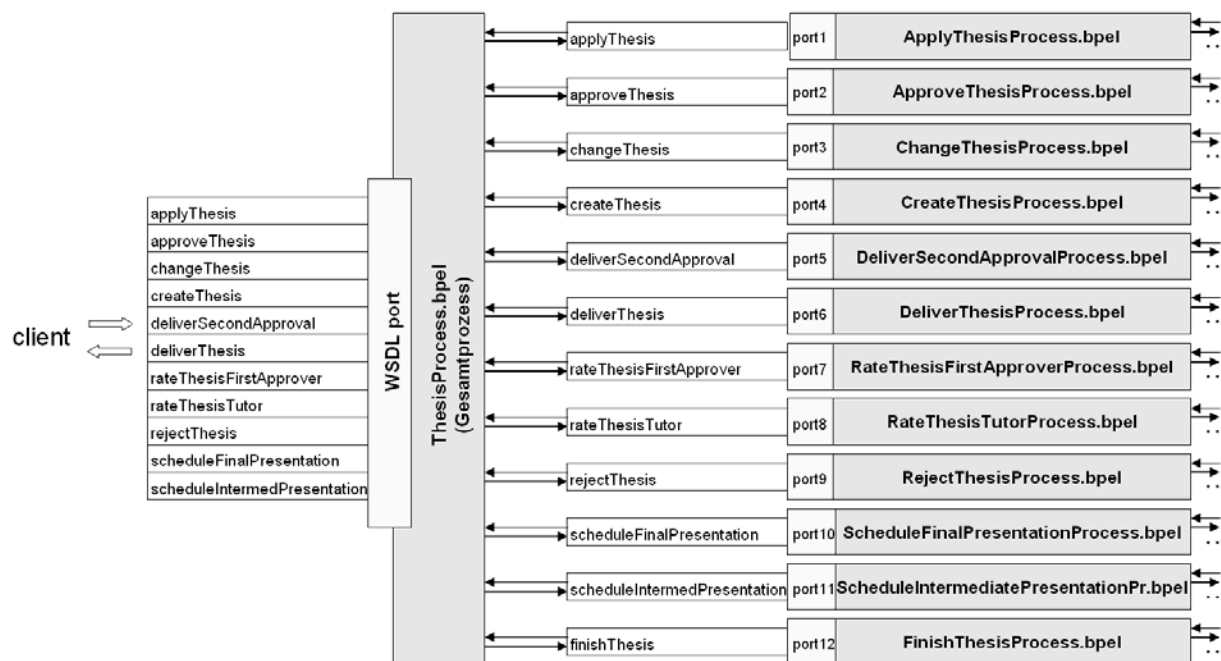 applyThesis port1 ApplyThesisProcess.bpel
..
approveThesis port2 ApproveThesisProcess.bpel
..
changeThesis port3 ChangeThesisProcess.bpel
..
createThesis port4 CreateThesisProcess.bpel
..
deliverSecondApproval port5 DeliverSecondApprovalProcess.bpel
..
deliverThesis port6 DeliverThesisProcess.bpel
..
rateThesisFirstApprover port7 RateThesisFirstApproverProcess.bpel
..
rateThesisTutor port8 RateThesisTutorProcess.bpel
..
rejectThesis port9 RejectThesisProcess.bpel
..
scheduleFinalPresentation port10 ScheduleFinalPresentationProcess.bpel
..
scheduleIntermedPresentation port11 ScheduleIntermediatePresentationPr.bpel
..
finishThesis port12 FinishThesisProcess.bpel
..
client
applyThesis
approveThesis
changeThesis
createThesis
deliverSecondApproval
deliverThesis
rateThesisFirstApprover
rateThesisTutor
rejectThesis
scheduleFinalPresentation
scheduleIntermedPresentation
WSDL port
ThesisProcess.bpel
(Gesamtprozess)